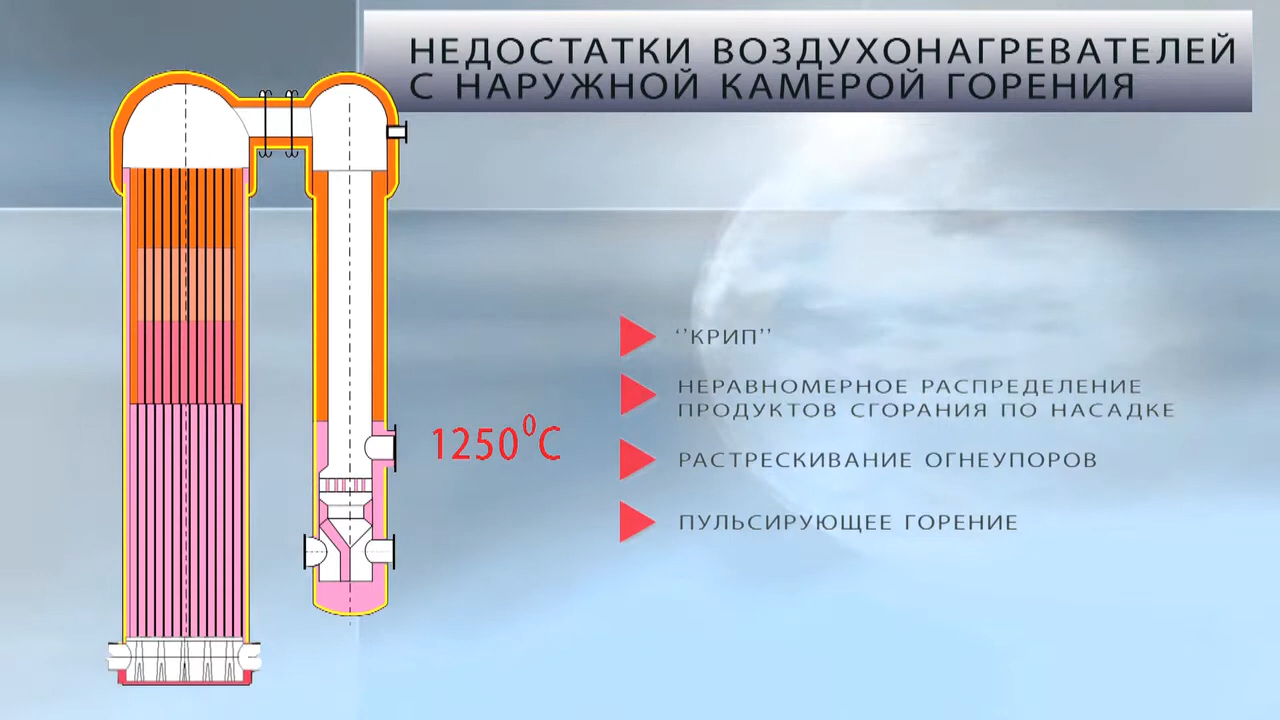 НЕДОСТАТКИ ВОЗДУХОНАГРЕВАТЕЛЕЙ
С НАРУЖНОЙ КАМЕРОЙ ГОРЕНИЯ
‘’КРИП’’
НЕРАВНОМЕРНОЕ РАСПРЕДЕЛЕНИЕ
ПРОДУКТОВ СГОРАНИЯ ПО НАСАДКЕ
1250⁰С
РАСТРЕСКИВАНИЕ ОГНЕУПОРОВ
ПУЛЬСИРУЮЩЕЕ ГОРЕНИЕ